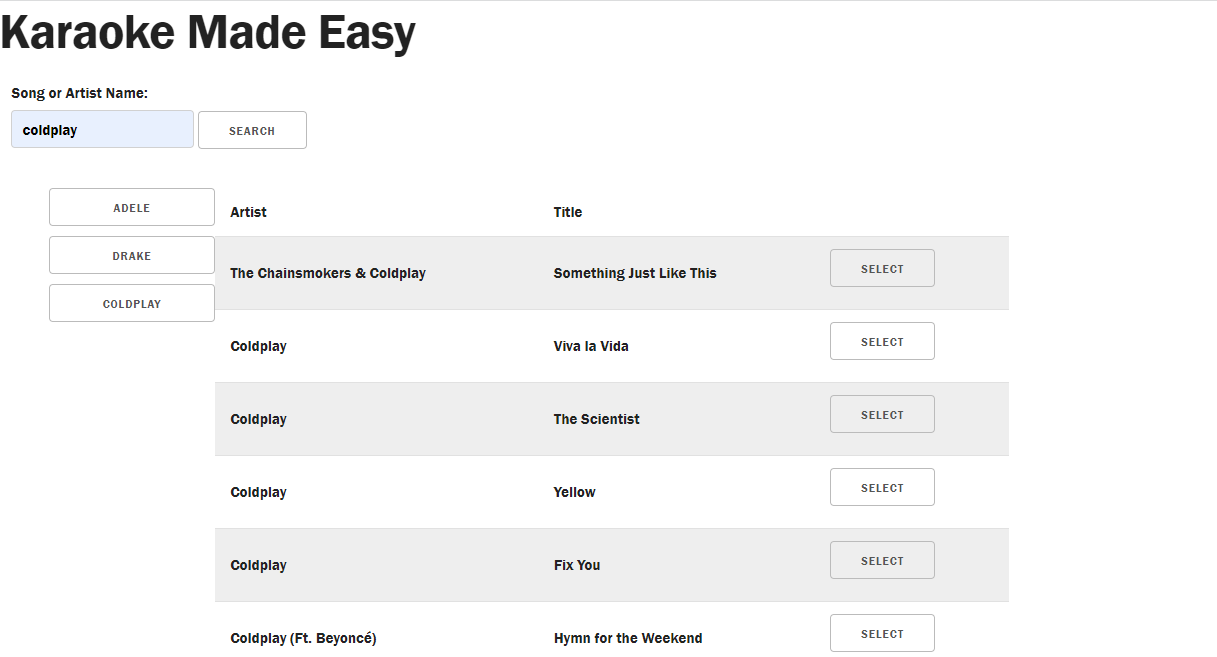 Karaoke Made Easy
Song or Artist Name:
coldplay SEARCH
ADELE
DRAKE
COLDPLAY
Artist Title
The Chainsmokers & Coldplay Something Just Like This SELECT
Coldplay Viva la Vida SELECT
Coldplay The Scientist SELECT
Coldplay Yellow SELECT
Coldplay Fix You SELECT
Coldplay (Ft. Beyoncé) Hymn for the Weekend SELECT